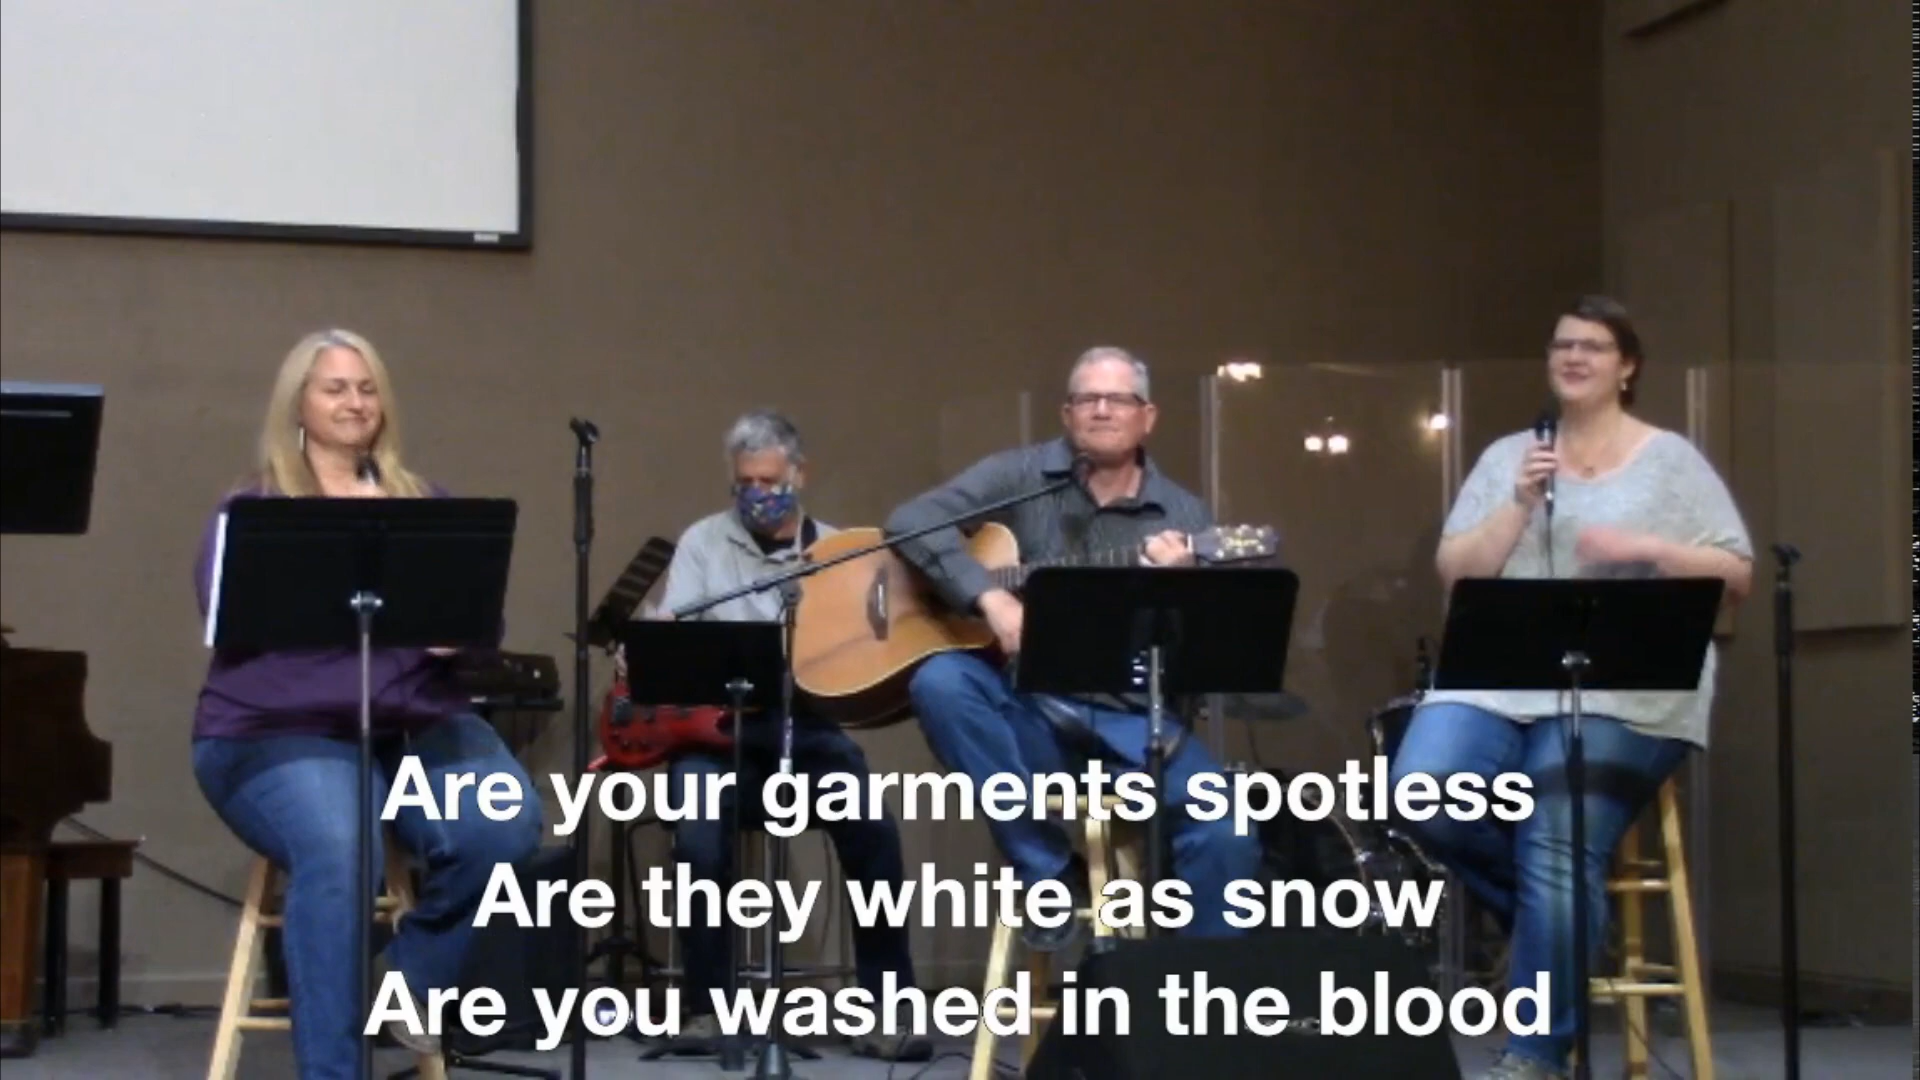 Are your garments spotless
Are they white as snow
Are you washed in the blood